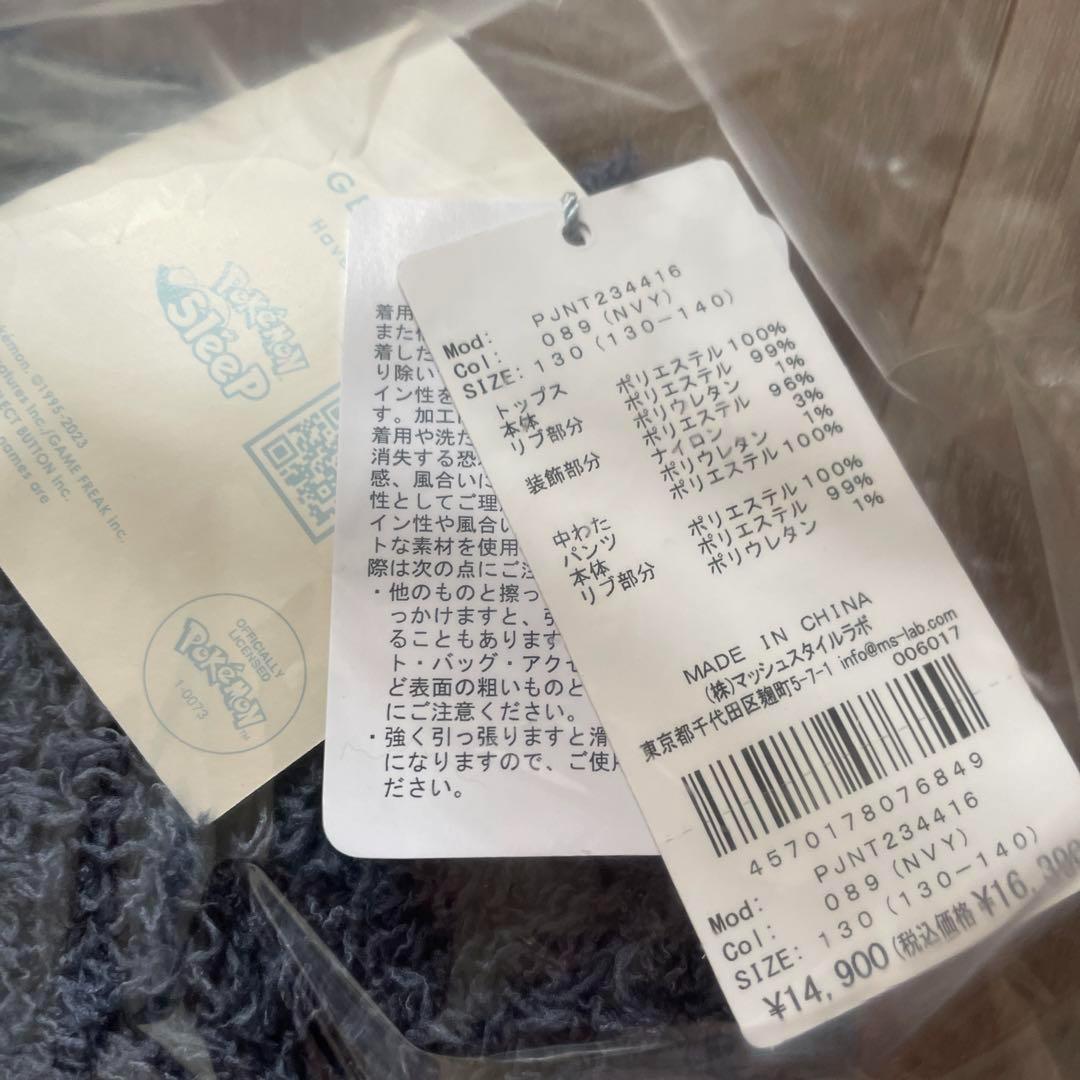 G E
Have
Pokémon
Sleep
okémon. ©1995-2023
eatures Inc./GAME FREAK inc.
ELECT BUTTON inc.
names are
OFFICIALLY
LICENSED
Pokémon
TM
1-0073
着用
また
着した
り除い
イン性を
す。加工
着用や洗た
消失する恐
感、風合いに
性としてご理
イン性や風合い
トな素材を使用
際は次の点にご注
・他のものと擦っ
っかけますと、引
ることもあります
ト・バッグ・アクセ
ど表面の粗いものと
にご注意ください。
・強く引っ張りますと滑
になりますので、ご使用
ださい。
Mod: PJNT234416
Col: 089(NVY)
SIZE: 130(130-140)
トップス
本体 ポリエステル 100%
リブ部分 ポリエステル 99%
ポリウレタン 1%
装飾部分 ポリエステル 96%
ナイロン 3%
ポリウレタン 1%
中わた ポリエステル 100%
パンツ
本体 ポリエステル 100%
リブ部分 ポリエステル 99%
ポリウレタン 1%
MADE IN CHINA
(株)マッシュスタイルラボ
東京都千代田区麹町5-7-1 info@ms-lab.com
006017
4570178076849
Mod: PJNT234416
Col: 089(NVY)
SIZE: 130(130-140)
¥14,900(税込価格¥16,390